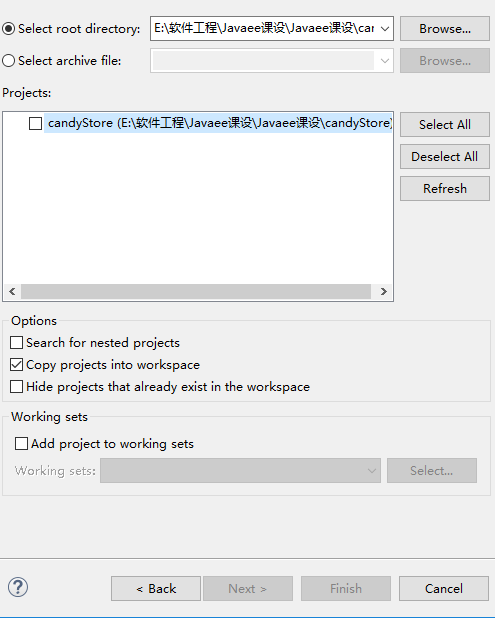 Select root directory: E:\软件工程\Javaee课设\Javaee课设\car Browse...
Select archive file: Browse...
Projects:
candyStore (E:\软件工程\Javaee课设\Javaee课设\candyStore)
Select All
Deselect All
Refresh
Options
Search for nested projects
Copy projects into workspace
Hide projects that already exist in the workspace
Working sets
Add project to working sets
Working sets: Select...
< Back Next > Finish Cancel